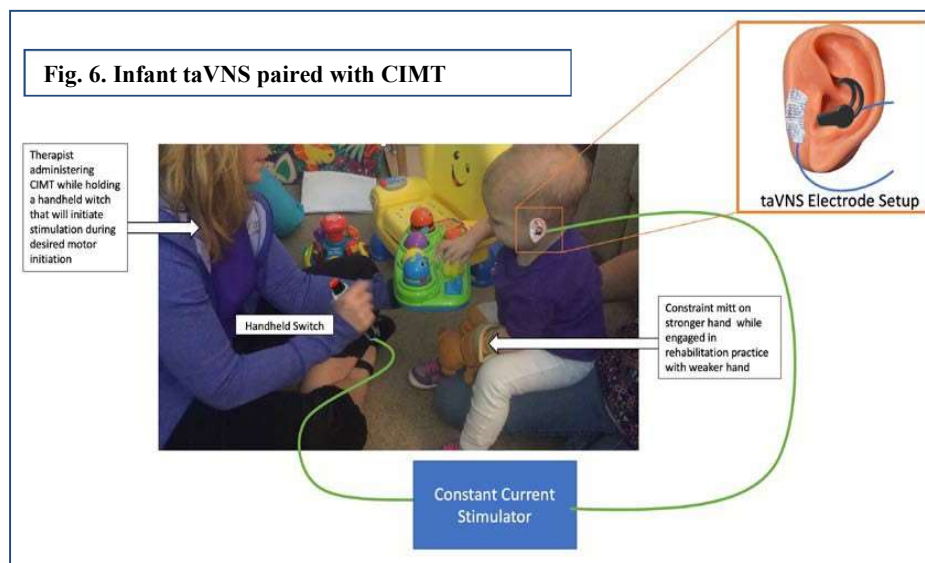 Fig. 6. Infant taVNS paired with CIMT
Therapist
administering
CIMT while holding
a handheld witch
that will initiate
stimulation during
desired motor
initiation
Handheld Switch
taVNS Electrode Setup
Constraint mitt on
stronger hand while
engaged in
rehabilitation practice
with weaker hand
Constant Current
Stimulator